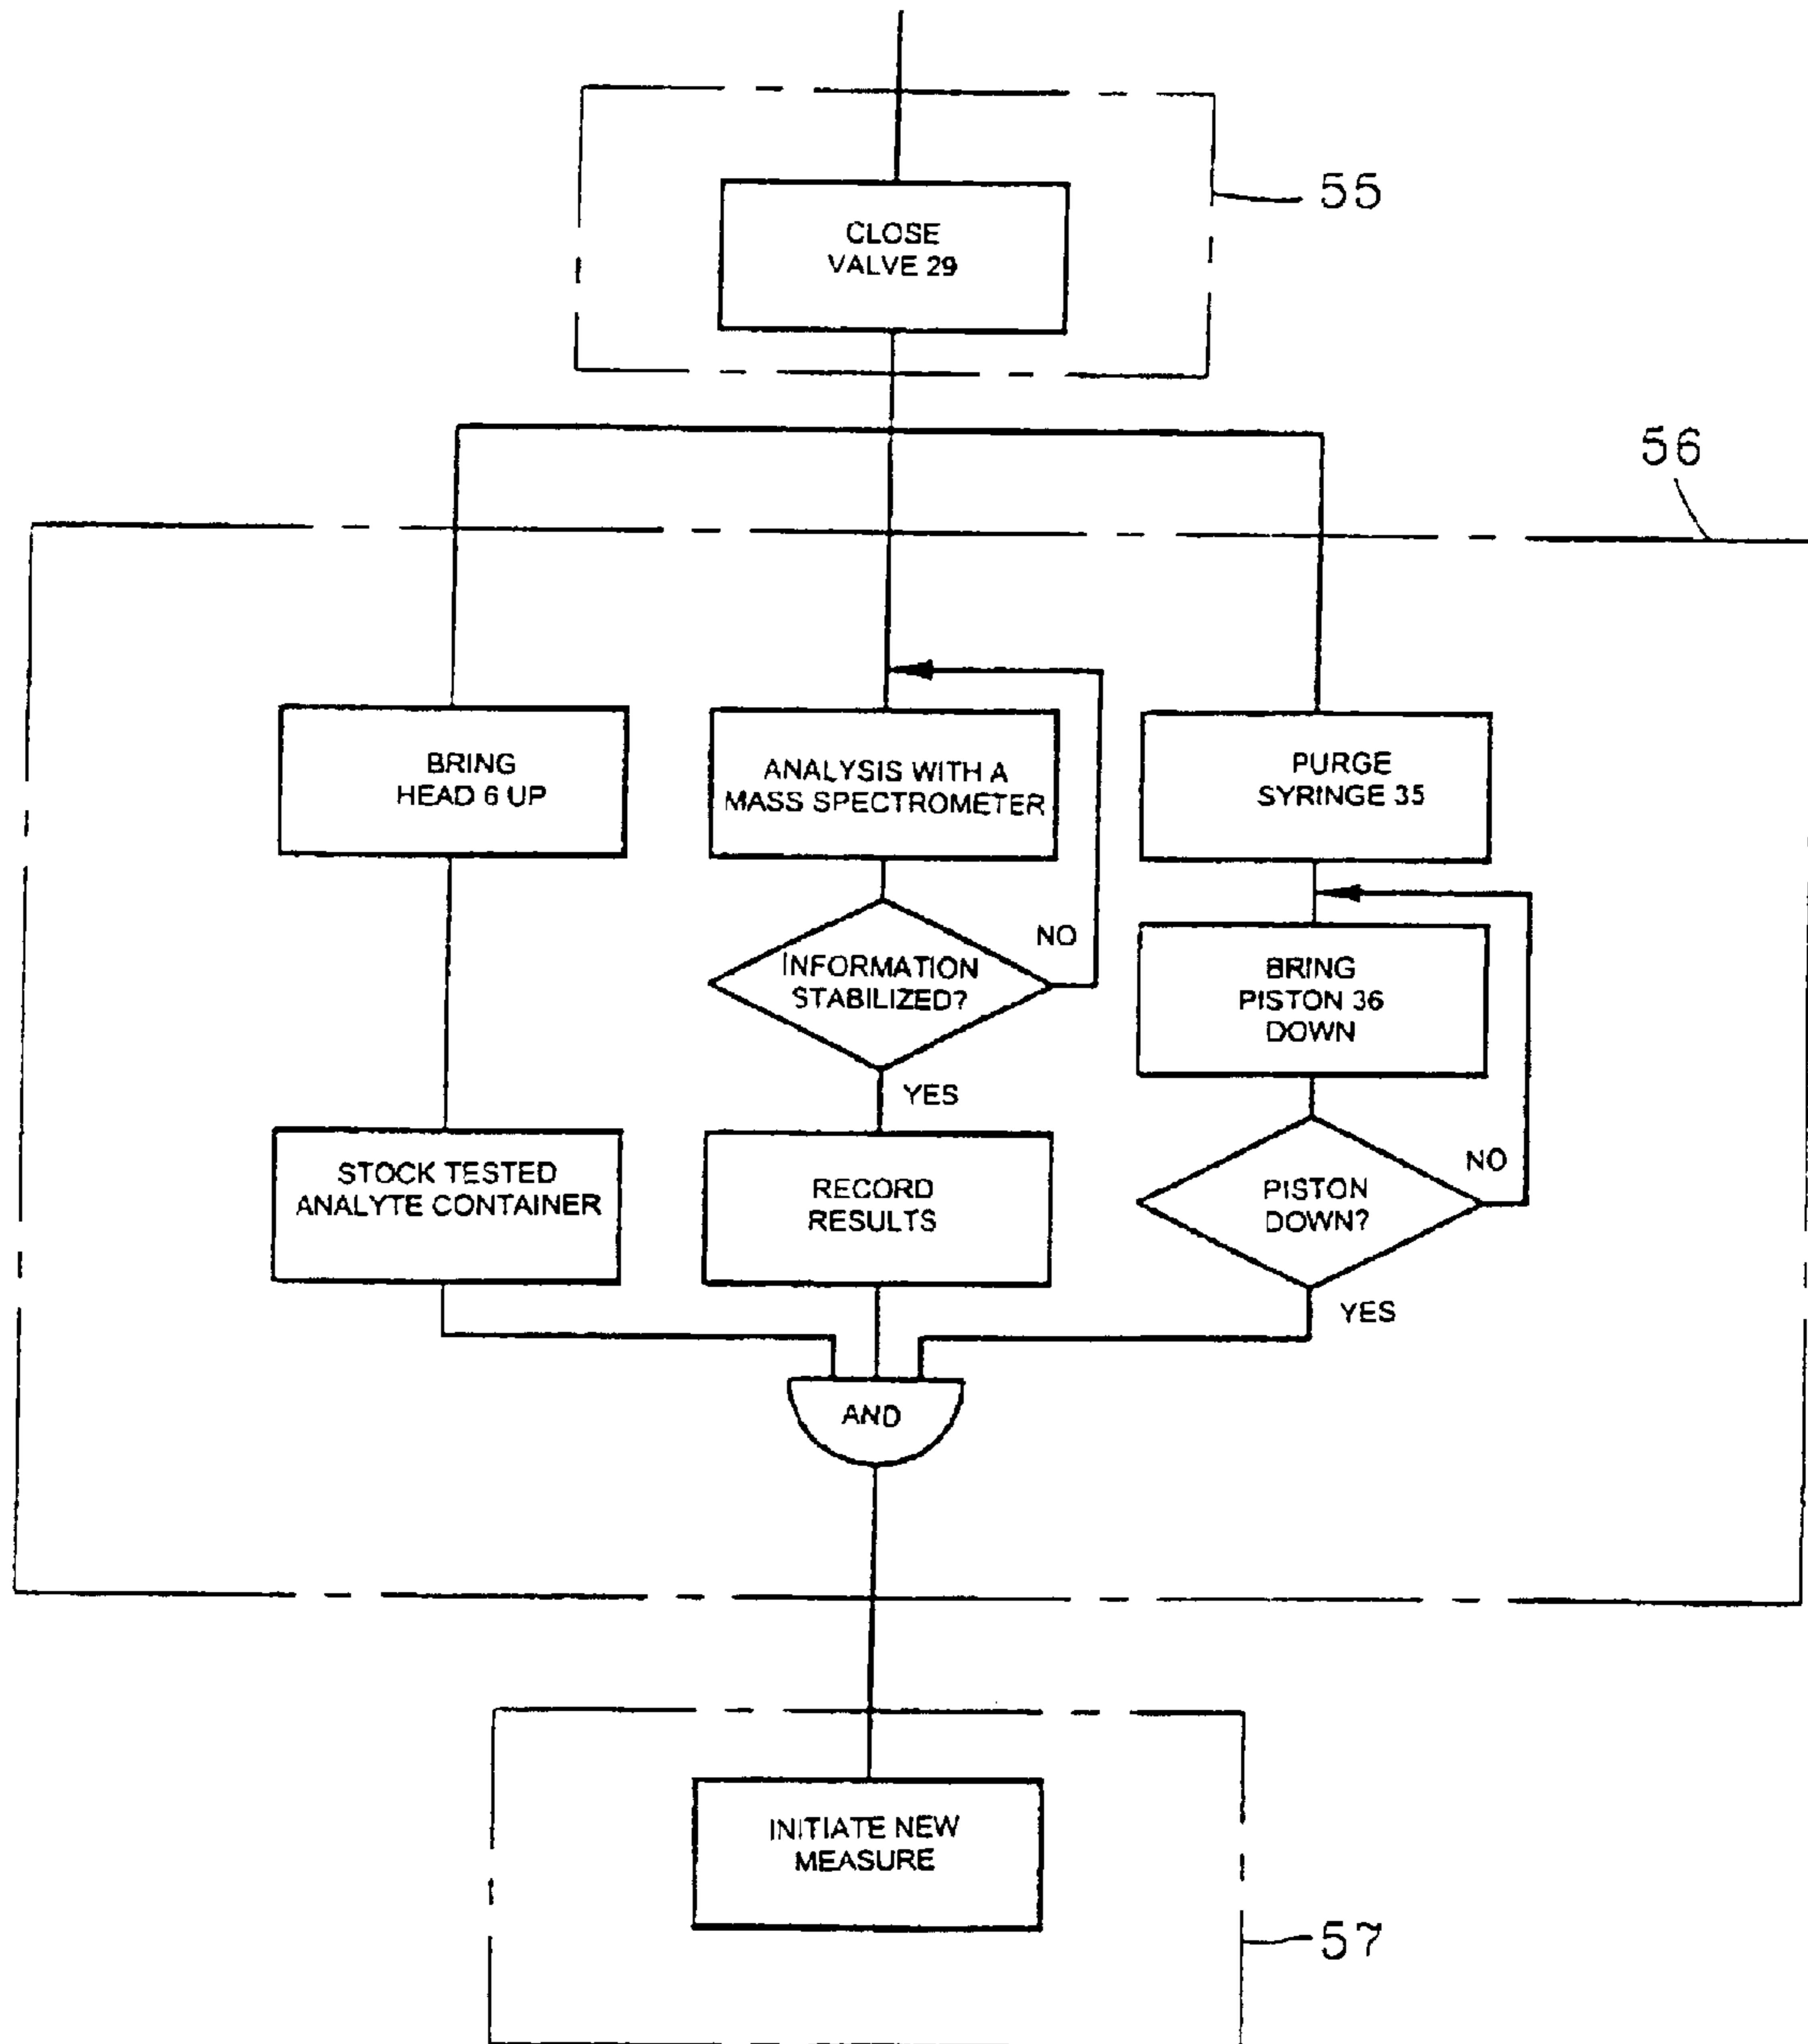 55
CLOSE
VALVE 29
56
BRING
HEAD 6 UP
ANALYSIS WITH A
MASS SPECTROMETER
PURGE
SYRINGE 35
INFORMATION
STABILIZED?
NO
YES
BRING
PISTON 36
DOWN
STOCK TESTED
ANALYTE CONTAINER
RECORD
RESULTS
PISTON
DOWN?
NO
YES
AND
INITIATE NEW
MEASURE
57